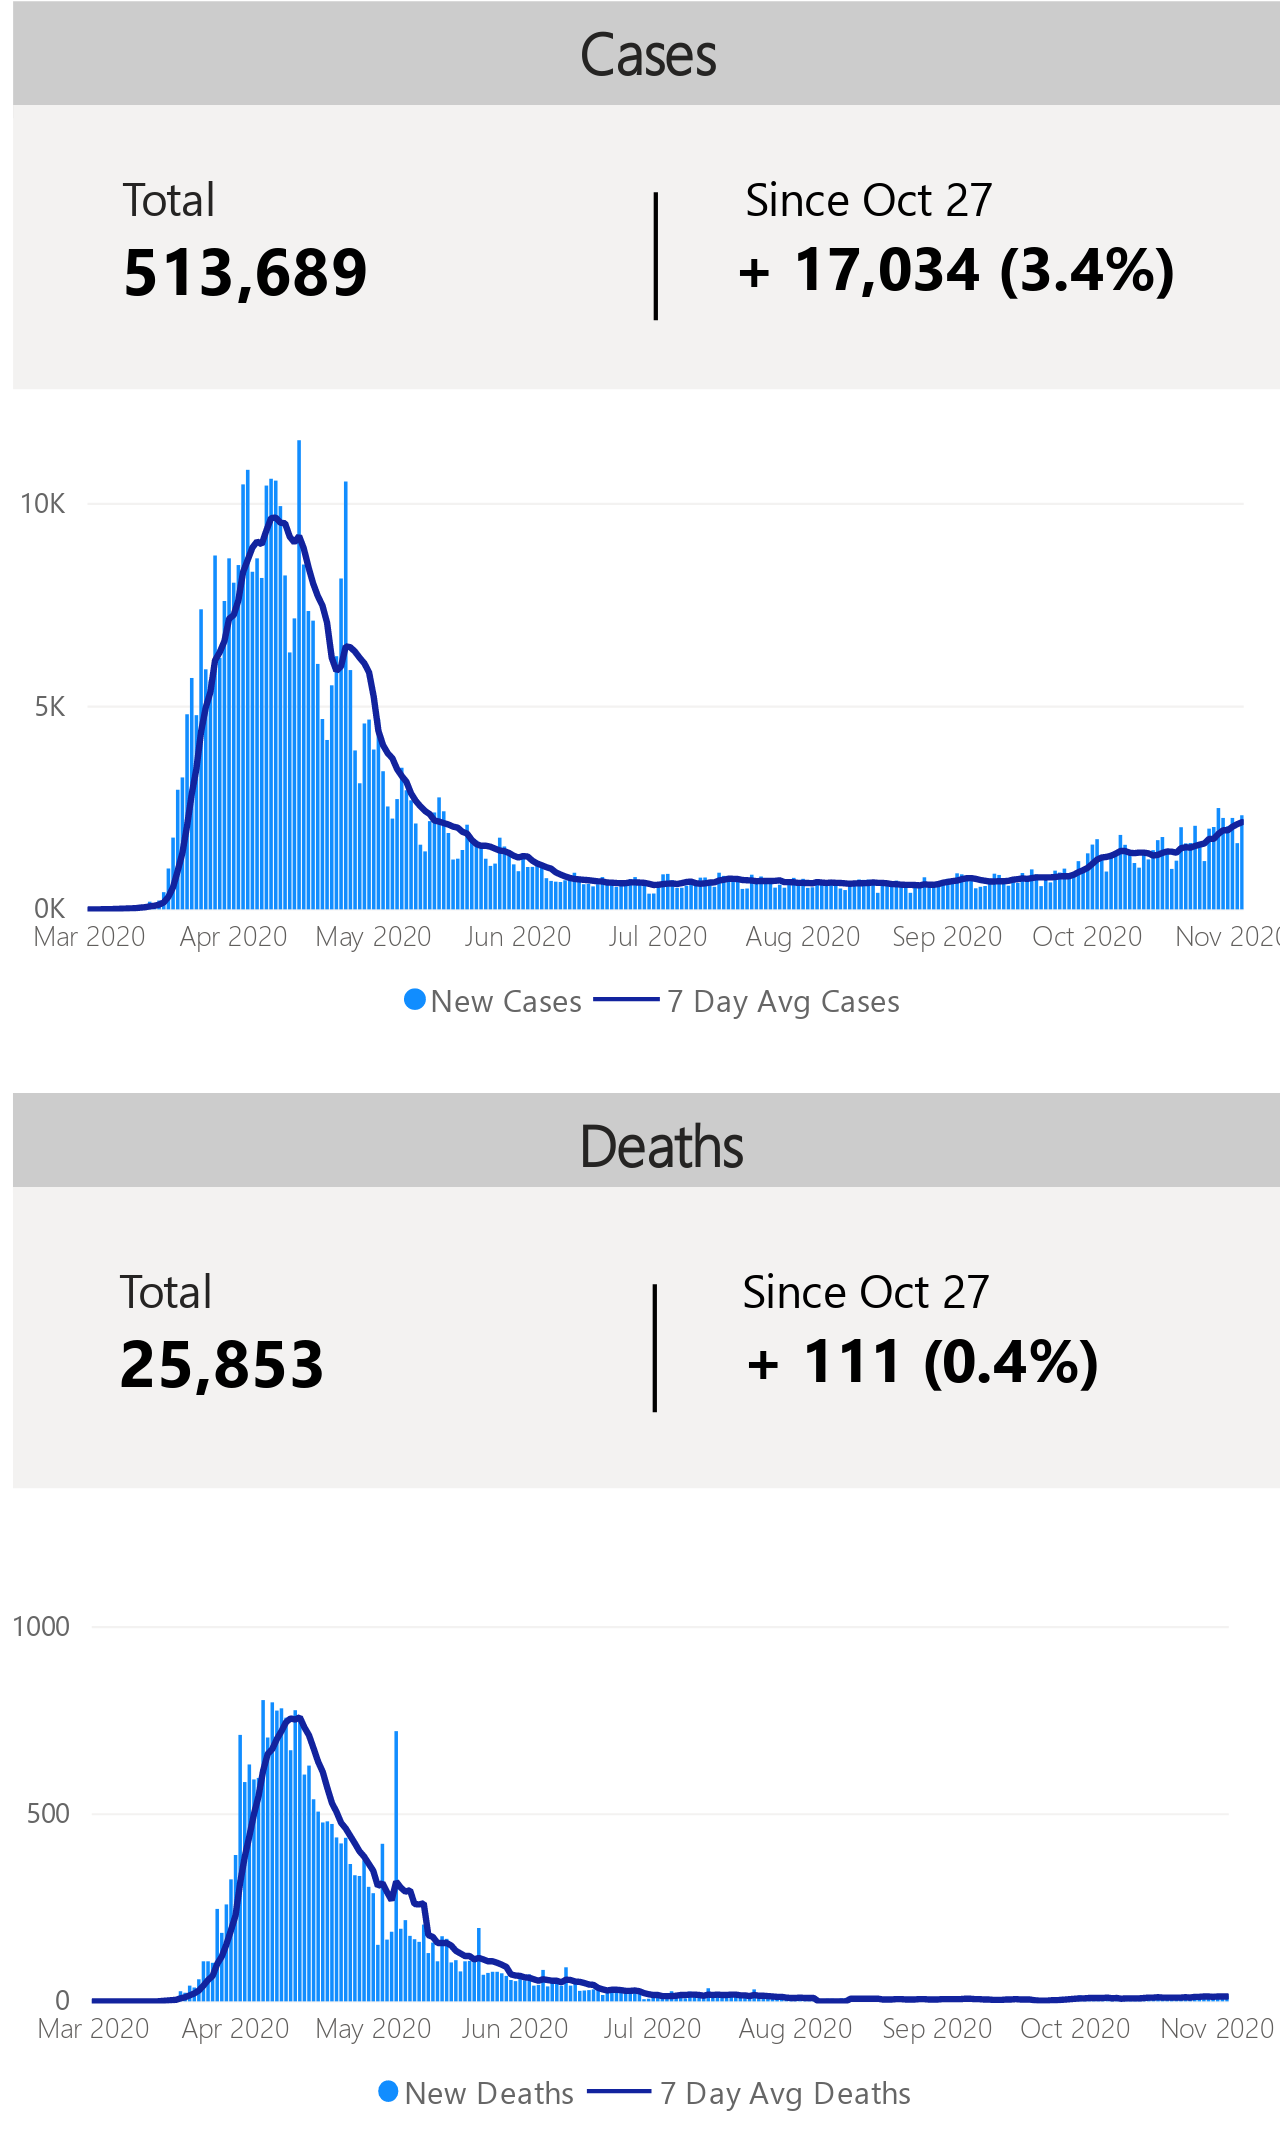 Cases
Total
Since Oct 27
513,689
+ 17,034 (3.4%)
10K
5K
0K
Mar 2020 Apr 2020 May 2020 Jun 2020 Jul 2020 Aug 2020 Sep 2020 Oct 2020 Nov 2020
New Cases 7 Day Avg Cases
Deaths
Total
Since Oct 27
25,853
+ 111 (0.4%)
1000
500
0
Mar 2020 Apr 2020 May 2020 Jun 2020 Jul 2020 Aug 2020 Sep 2020 Oct 2020 Nov 2020
New Deaths 7 Day Avg Deaths